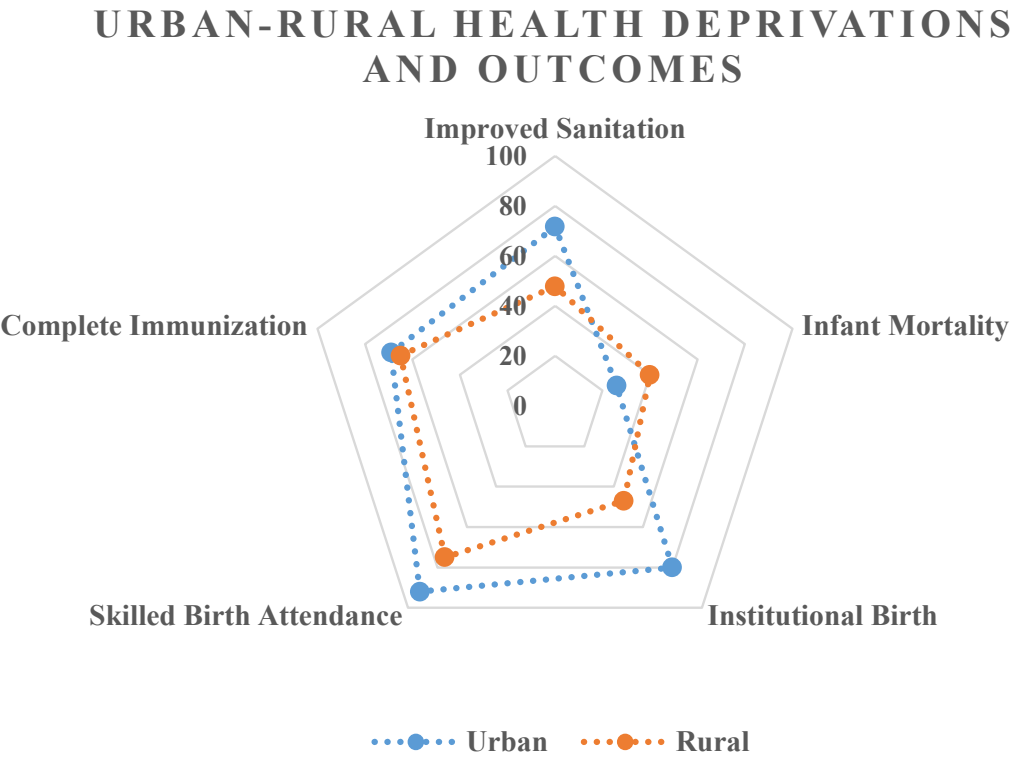 URBAN-RURAL HEALTH DEPRIVATIONS
AND OUTCOMES
Improved Sanitation
100
80
60
40
20
0
Complete Immunization
Infant Mortality
Skilled Birth Attendance
Institutional Birth
Urban
Rural